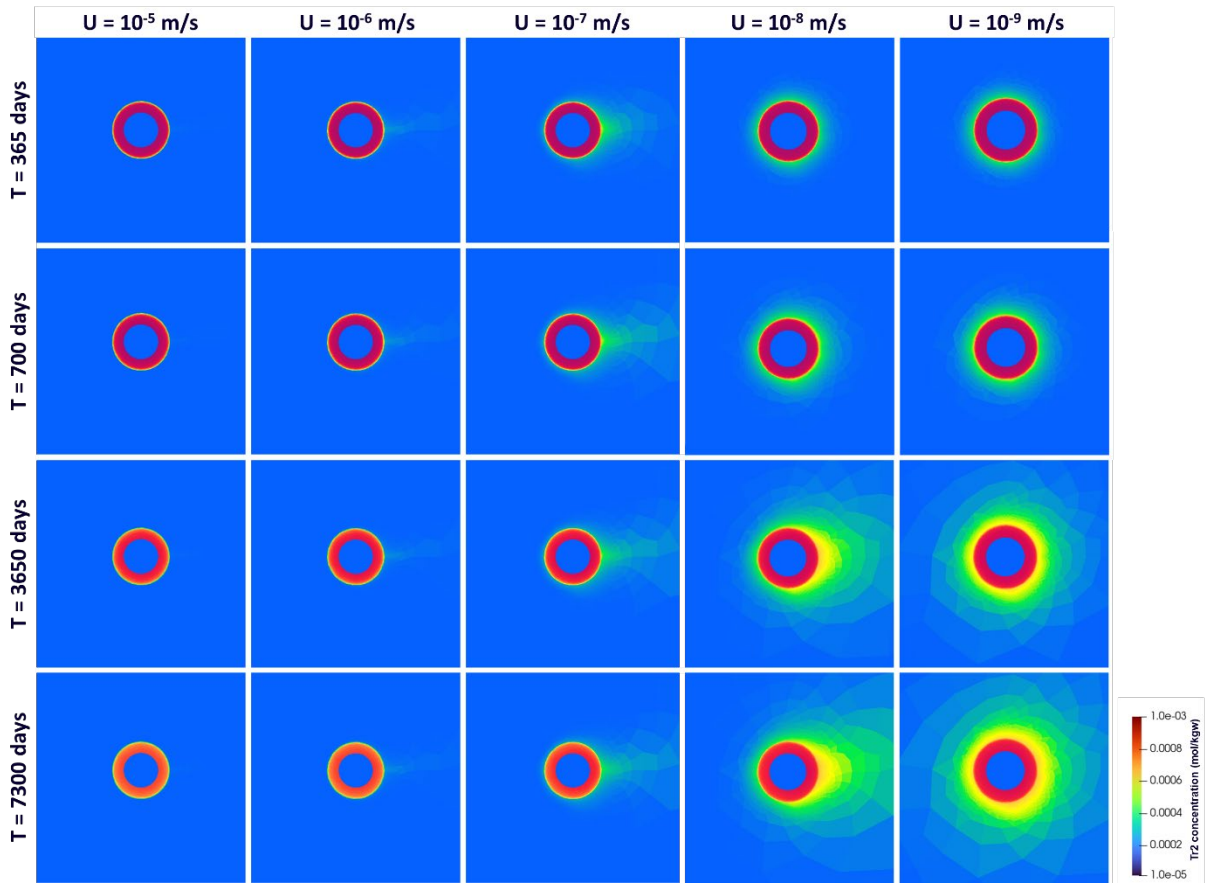 U = 10⁻⁵ m/s
U = 10⁻⁶ m/s
U = 10⁻⁷ m/s
U = 10⁻⁸ m/s
U = 10⁻⁹ m/s
T = 365 days
T = 700 days
T = 3650 days
T = 7300 days
1.0e-03
0.0008
0.0006
0.0004
0.0002
1.0e-05
Tr2 concentration (mol/kgw)